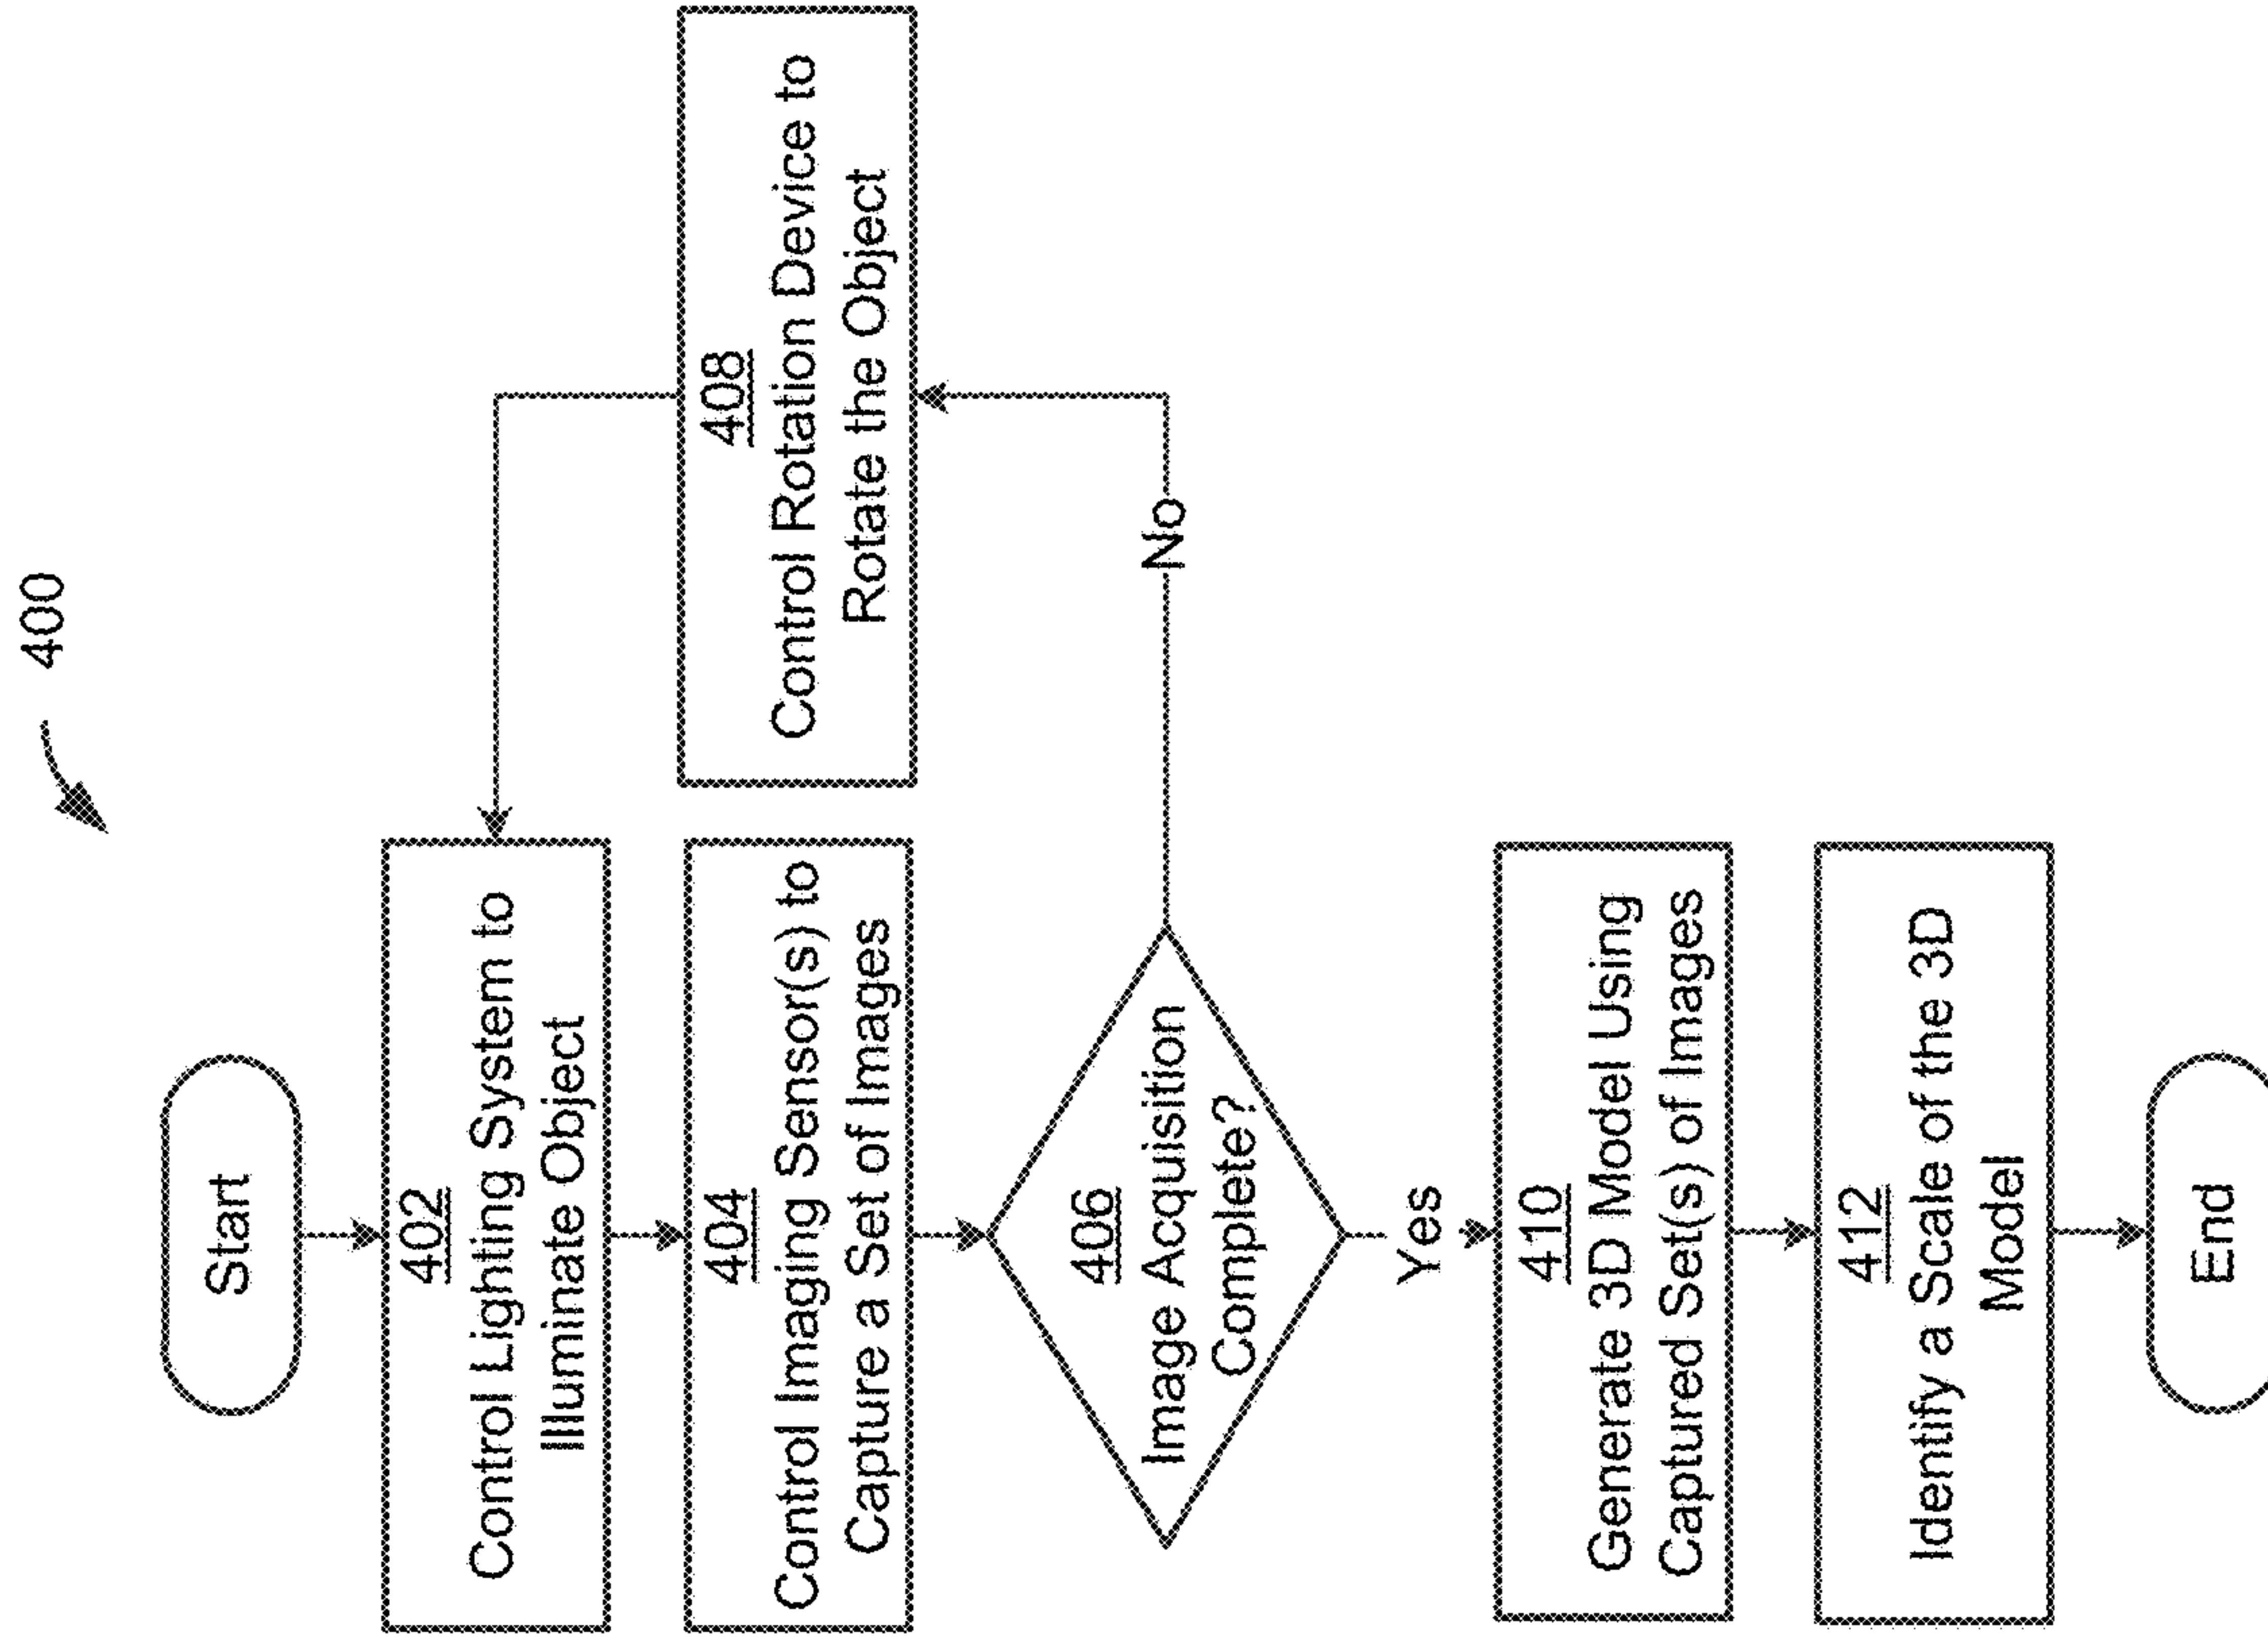 400
Start
402
Control Lighting System to
Illuminate Object
404
Control Imaging Sensor(s) to
Capture a Set of Images
406
Image Acquisition
Complete?
No
408
Control Rotation Device to
Rotate the Object
Yes
410
Generate 3D Model Using
Captured Set(s) of Images
412
Identify a Scale of the 3D
Model
End